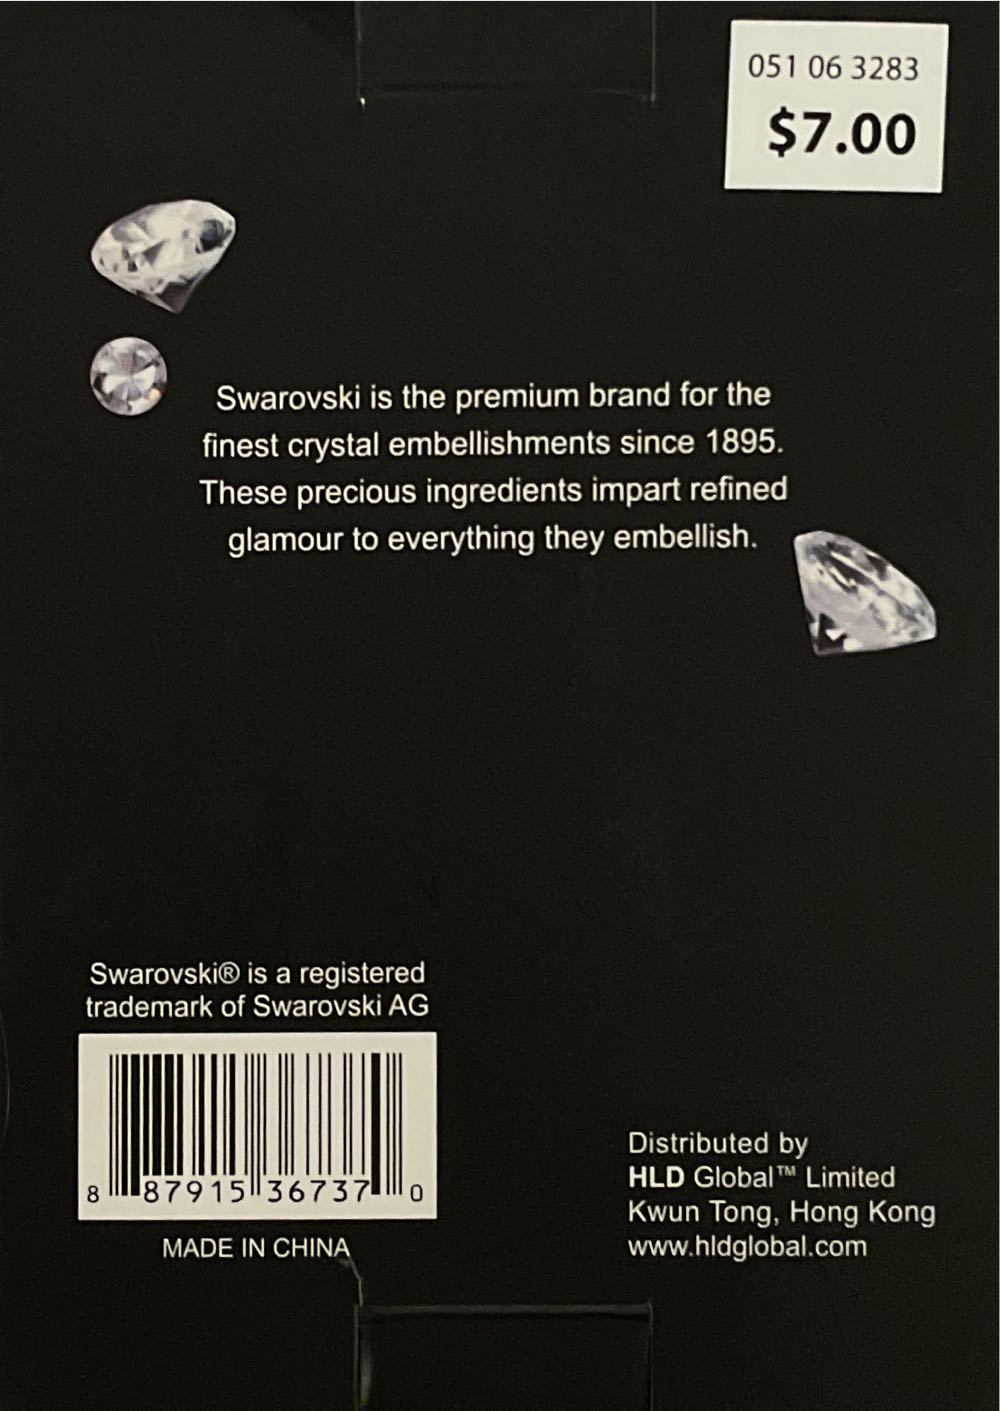 051 06 3283
$7.00
Swarovski is the premium brand for the
finest crystal embellishments since 1895.
These precious ingredients impart refined
glamour to everything they embellish.
Swarovski® is a registered
trademark of Swarovski AG
8 87915 36737 0
MADE IN CHINA
Distributed by
HLD Global™ Limited
Kwun Tong, Hong Kong
www.hldglobal.com